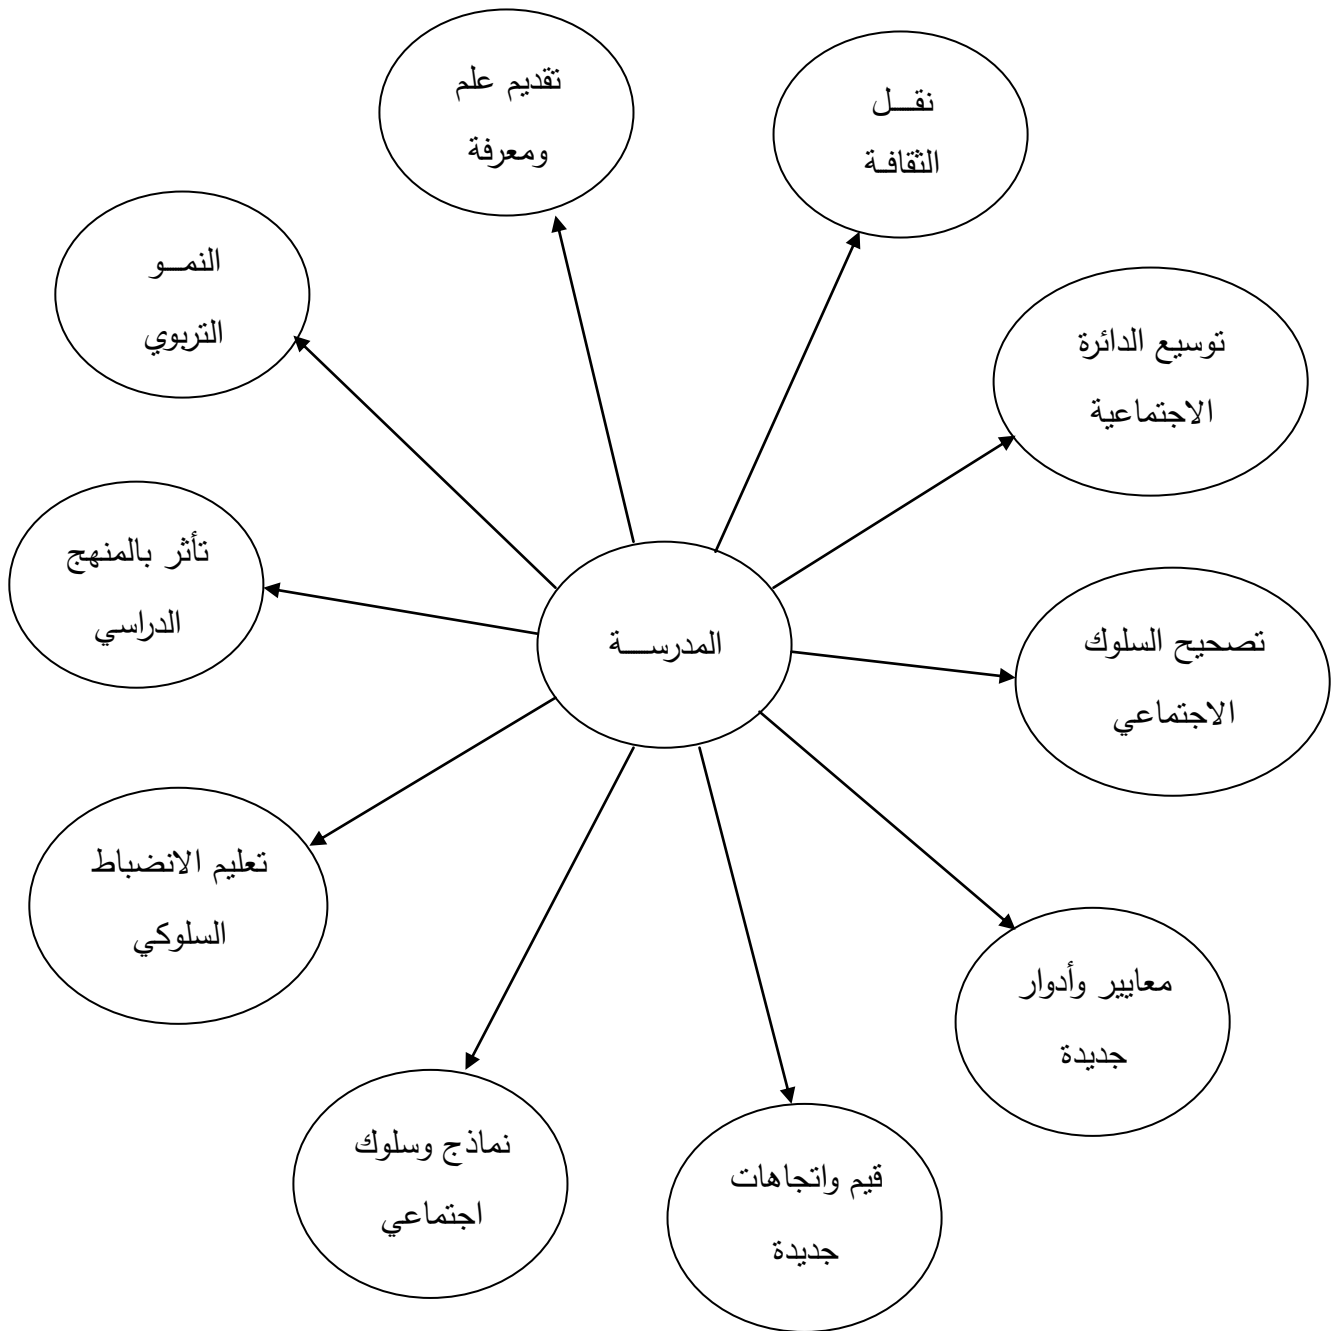 تقديم علم
ومعرفة
نقـــل
الثقافـة
النمـــو
التربوي
توسيع الدائرة
الاجتماعية
تأثر بالمنهج
الدراسي
المدرســـة
تصحيح السلوك
الاجتماعي
تعليم الانضباط
السلوكي
معايير وأدوار
جديدة
نماذج وسلوك
اجتماعي
قيم واتجاهات
جديدة